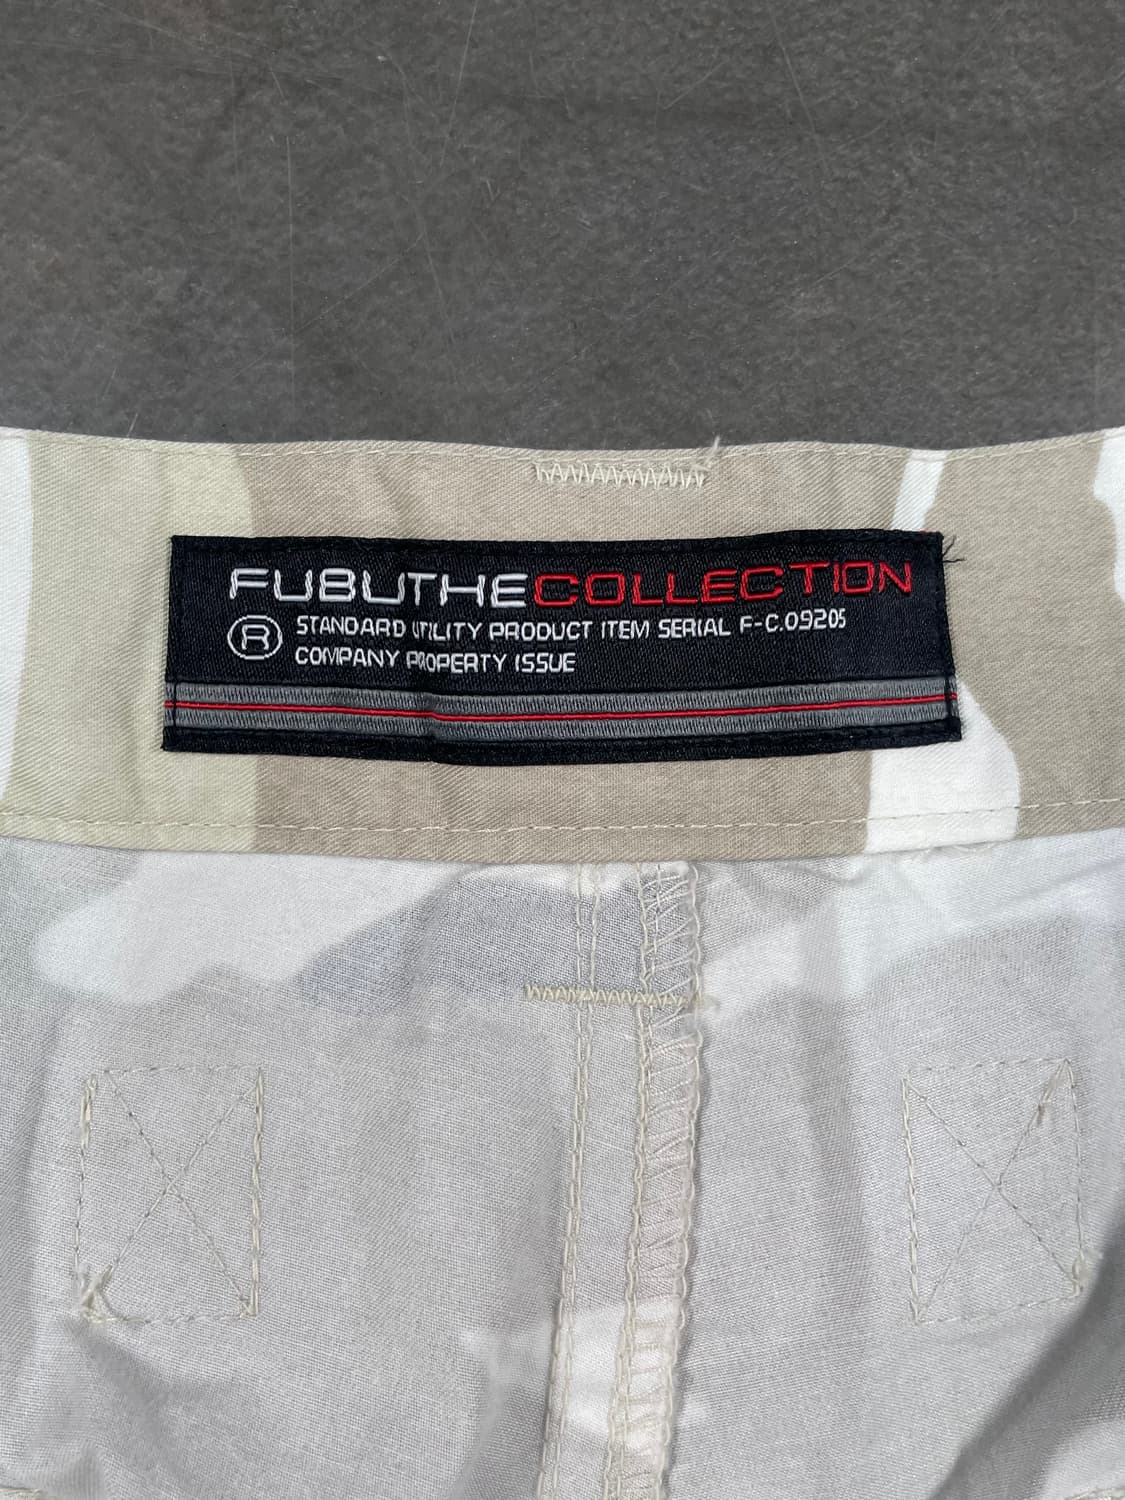 FUBUTHECOLLECTION
® STANDARD UTILITY PRODUCT ITEM SERIAL F-C.09205
COMPANY PROPERTY ISSUE